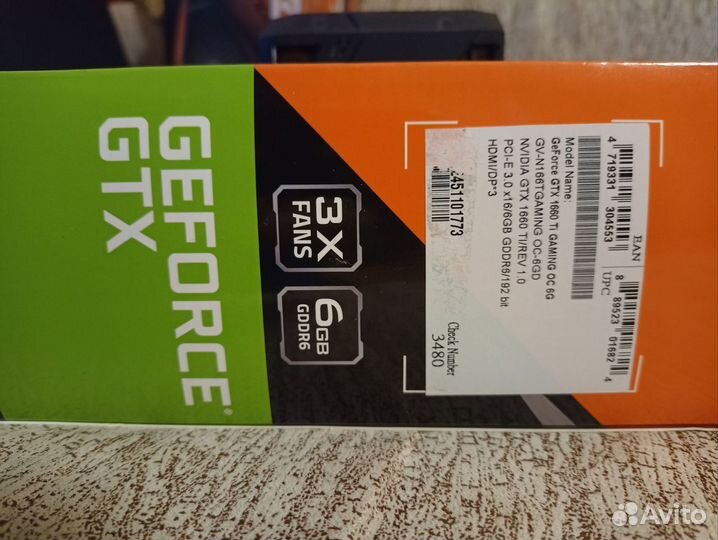 GEFORCE®
GTX
3X
FANS
6GB
GDDR6
Model Name:
GeForce GTX 1660 Ti GAMING OC 6G
GV-N166TGAMING OC-6GD
NVIDIA GTX 1660 TI/REV 1.0
PCI-E 3.0 x16/6GB GDDR6/192 bit
HDMI/DP*3
EAN
4 719331 304553
UPC
8 89523 01682 4
2451101773
Check Number
3480
Avito